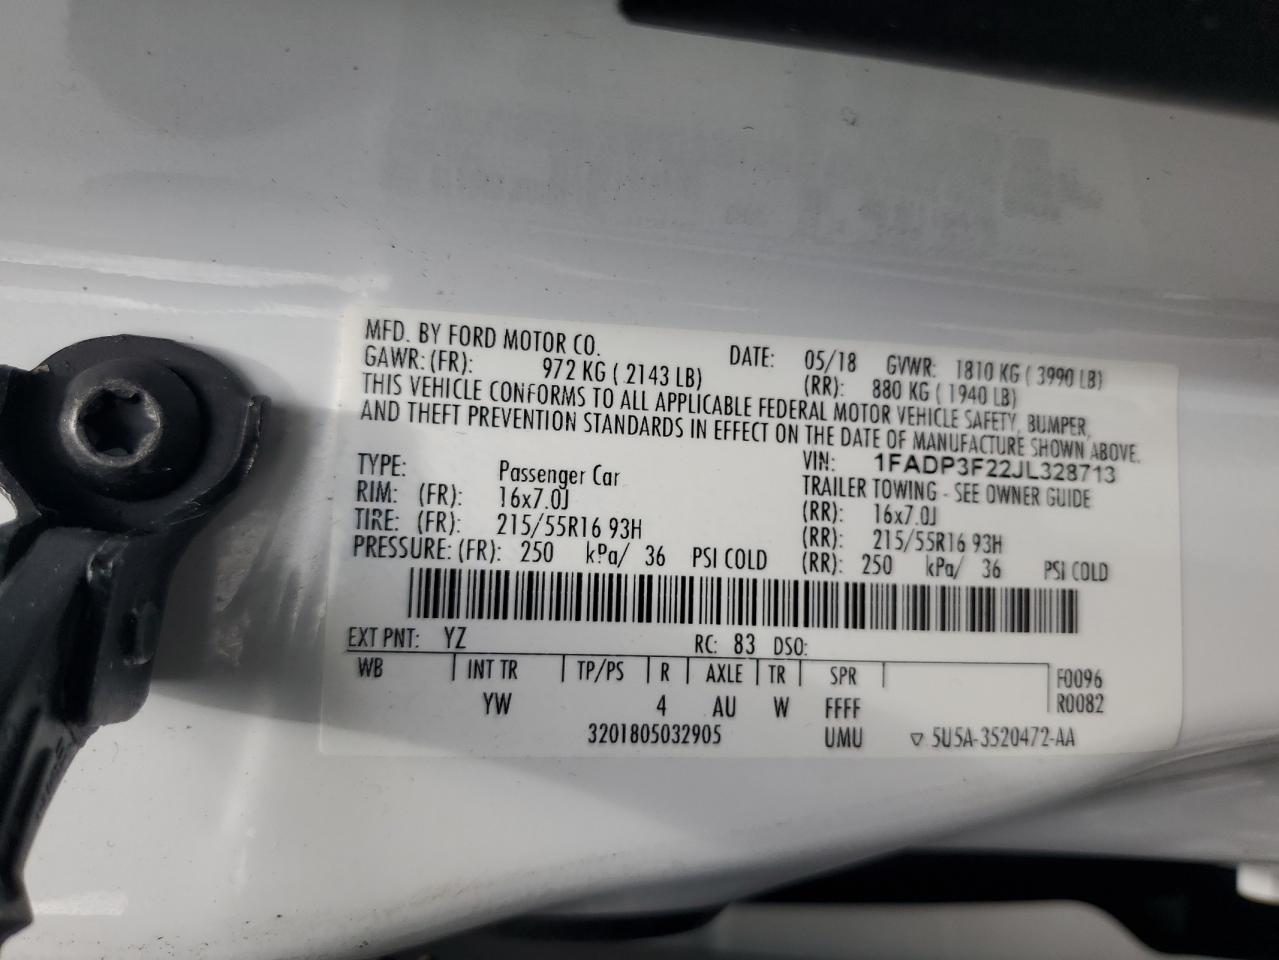 MFD. BY FORD MOTOR CO. DATE: 05/18 GVWR: 1810 KG ( 3990 LB)
GAWR: (FR): 972 KG ( 2143 LB) (RR): 880 KG ( 1940 LB)
THIS VEHICLE CONFORMS TO ALL APPLICABLE FEDERAL MOTOR VEHICLE SAFETY, BUMPER,
AND THEFT PREVENTION STANDARDS IN EFFECT ON THE DATE OF MANUFACTURE SHOWN ABOVE.
VIN: 1FADP3F22JL328713
TYPE: Passenger Car TRAILER TOWING - SEE OWNER GUIDE
RIM: (FR): 16x7.0J (RR): 16x7.0J
TIRE: (FR): 215/55R16 93H (RR): 215/55R16 93H
PRESSURE: (FR): 250 kPa/ 36 PSI COLD (RR): 250 kPa/ 36 PSI COLD
EXT PNT: YZ RC: 83 DSO:
WB INT TR TP/PS R AXLE TR SPR F0096
YW 4 AU W FFFF R0082
3201805032905 UMU ▽ 5U5A-3520472-AA